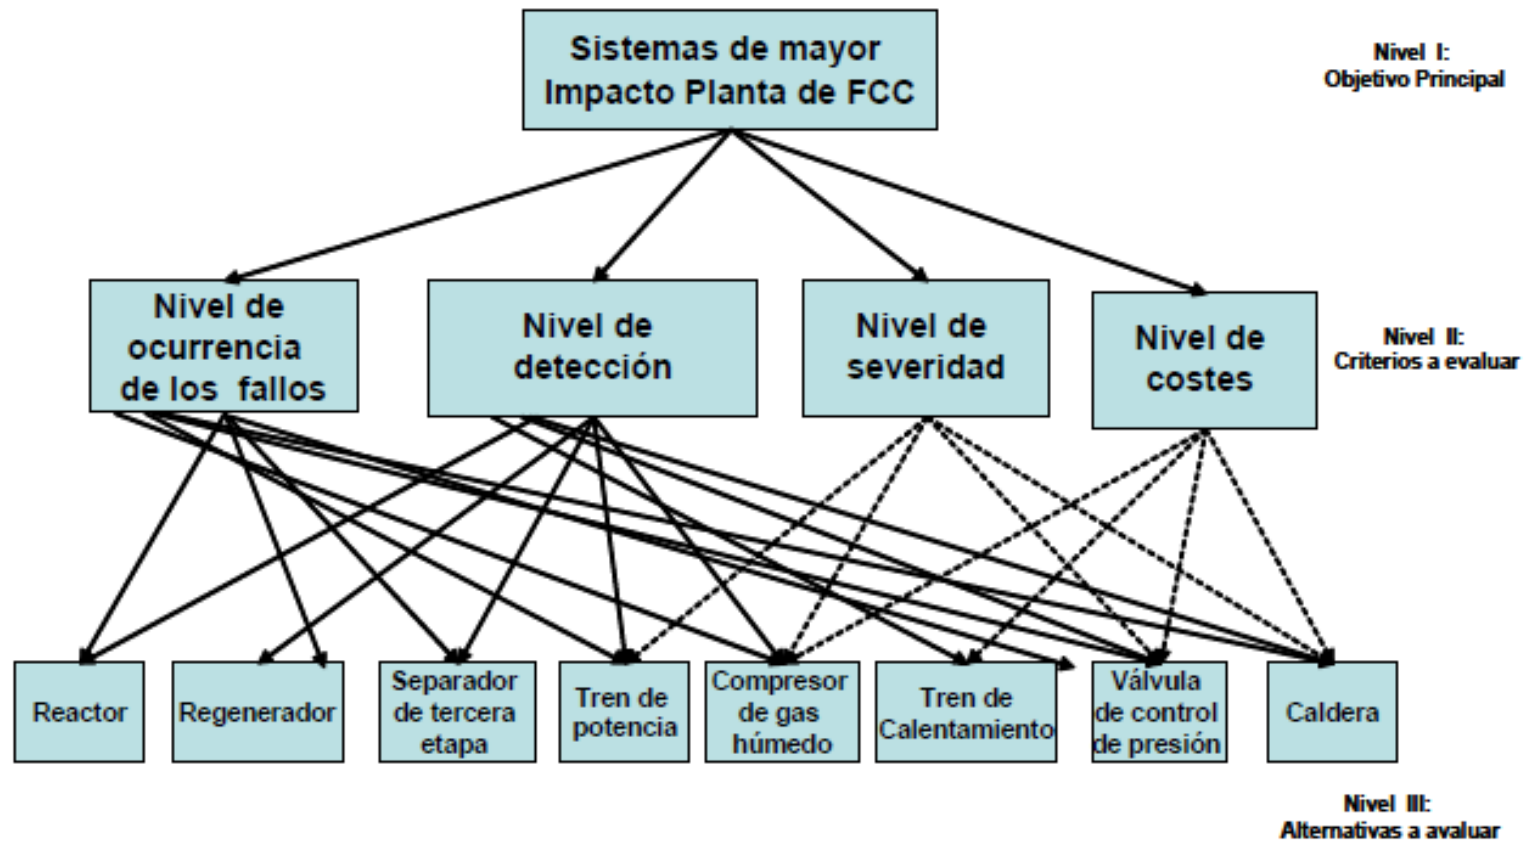 Sistemas de mayor
Impacto Planta de FCC
Nivel I:
Objetivo Principal
Nivel de
ocurrencia
de los fallos
Nivel de
detección
Nivel de
severidad
Nivel de
costes
Nivel II:
Criterios a evaluar
Reactor
Regenerador
Separador
de tercera
etapa
Tren de
potencia
Compresor
de gas
húmedo
Tren de
Calentamiento
Válvula
de control
de presión
Caldera
Nivel III:
Alternativas a avaluar